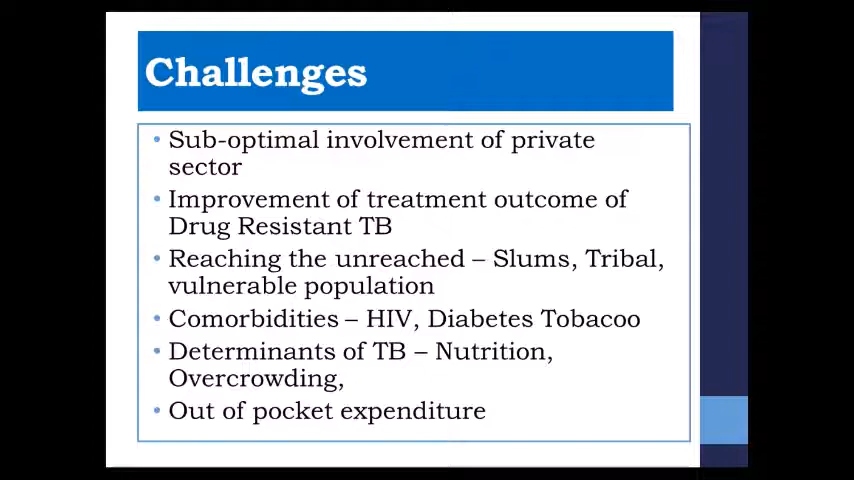 Challenges
• Sub-optimal involvement of private
sector
• Improvement of treatment outcome of
Drug Resistant TB
• Reaching the unreached – Slums, Tribal,
vulnerable population
• Comorbidities – HIV, Diabetes Tobacoo
• Determinants of TB – Nutrition,
Overcrowding,
• Out of pocket expenditure